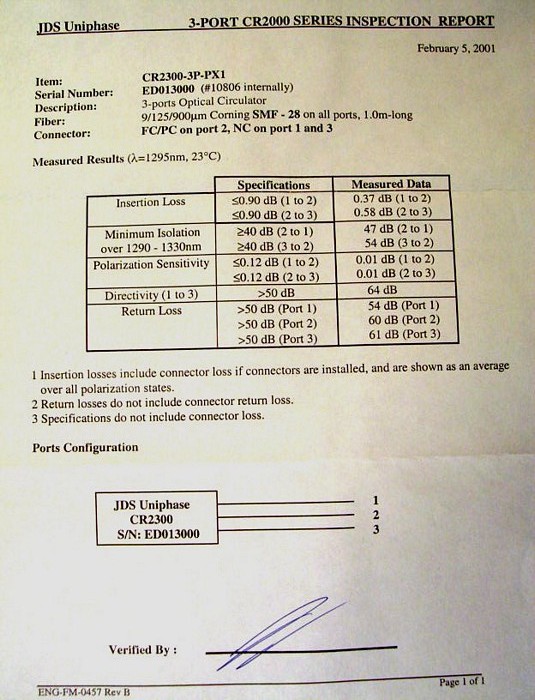 JDS Uniphase 3-PORT CR2000 SERIES INSPECTION REPORT
February 5, 2001
Item: CR2300-3P-PX1
Serial Number: ED013000 (#10806 internally)
Description: 3-ports Optical Circulator
Fiber: 9/125/900µm Corning SMF - 28 on all ports, 1.0m-long
Connector: FC/PC on port 2, NC on port 1 and 3
Measured Results (λ=1295nm, 23°C)
Specifications Measured Data
Insertion Loss ≤0.90 dB (1 to 2) 0.37 dB (1 to 2)
≤0.90 dB (2 to 3) 0.58 dB (2 to 3)
Minimum Isolation ≥40 dB (2 to 1) 47 dB (2 to 1)
over 1290 - 1330nm ≥40 dB (3 to 2) 54 dB (3 to 2)
Polarization Sensitivity ≤0.12 dB (1 to 2) 0.01 dB (1 to 2)
≤0.12 dB (2 to 3) 0.01 dB (2 to 3)
Directivity (1 to 3) >50 dB 64 dB
Return Loss >50 dB (Port 1) 54 dB (Port 1)
>50 dB (Port 2) 60 dB (Port 2)
>50 dB (Port 3) 61 dB (Port 3)
1 Insertion losses include connector loss if connectors are installed, and are shown as an average
over all polarization states.
2 Return losses do not include connector return loss.
3 Specifications do not include connector loss.
Ports Configuration
JDS Uniphase 1
CR2300 2
S/N: ED013000 3
Verified By :
ENG-FM-0457 Rev B Page 1 of 1